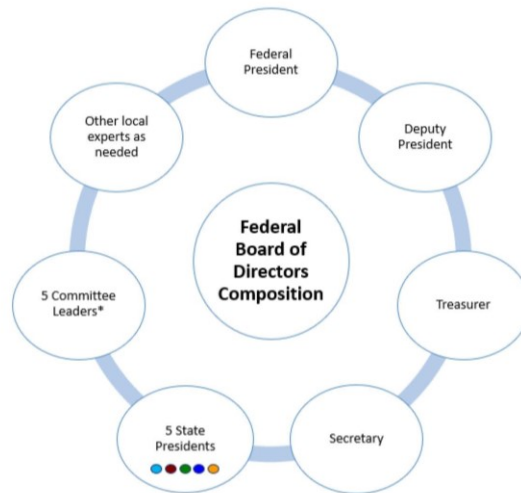 Federal
President
Deputy
President
Treasurer
Secretary
5 State
Presidents
5 Committee
Leaders*
Other local
experts as
needed
Federal
Board of
Directors
Composition